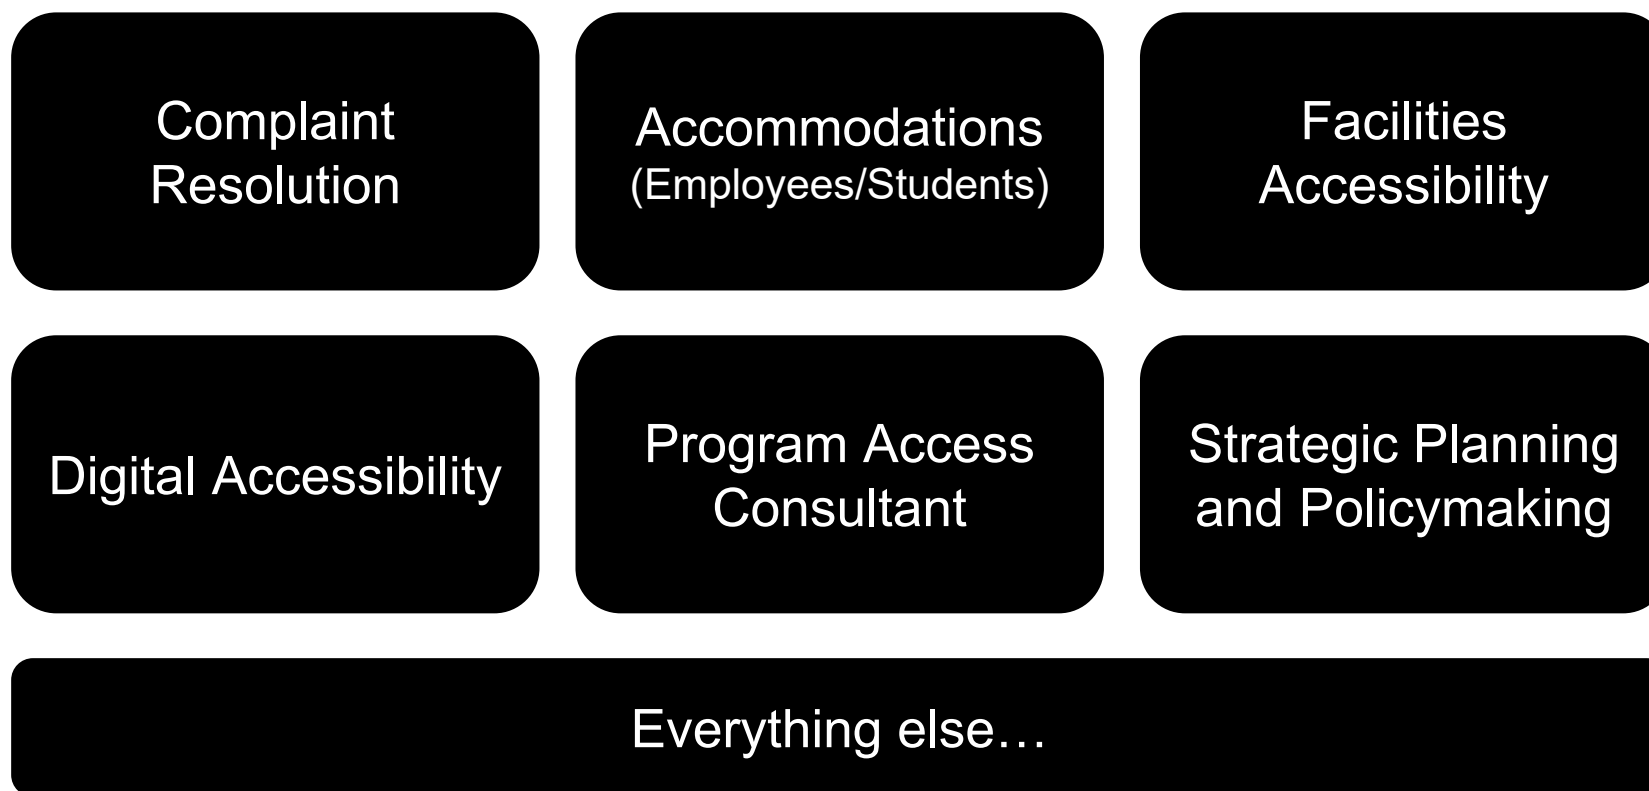 Complaint
Resolution
Accommodations
(Employees/Students)
Facilities
Accessibility
Digital Accessibility
Program Access
Consultant
Strategic Planning
and Policymaking
Everything else…